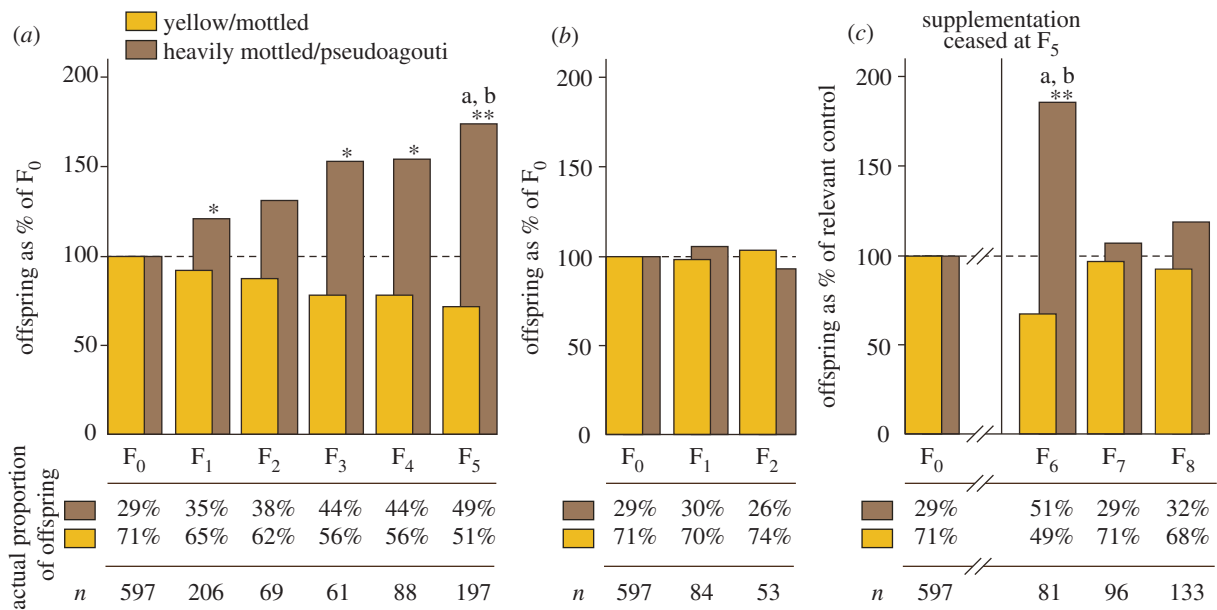 (a)
yellow/mottled
heavily mottled/pseudoagouti
200
150
100
50
0
offspring as % of F0
*
*
*
a, b
**
F0 F1 F2 F3 F4 F5
actual proportion
of offspring
29% 35% 38% 44% 44% 49%
71% 65% 62% 56% 56% 51%
n 597 206 69 61 88 197
(b)
200
150
100
50
0
offspring as % of F0
F0 F1 F2
29% 30% 26%
71% 70% 74%
n 597 84 53
(c)
supplementation
ceased at F5
200
150
100
50
0
offspring as % of relevant control
a, b
**
F0 F6 F7 F8
29% 51% 29% 32%
71% 49% 71% 68%
n 597 81 96 133